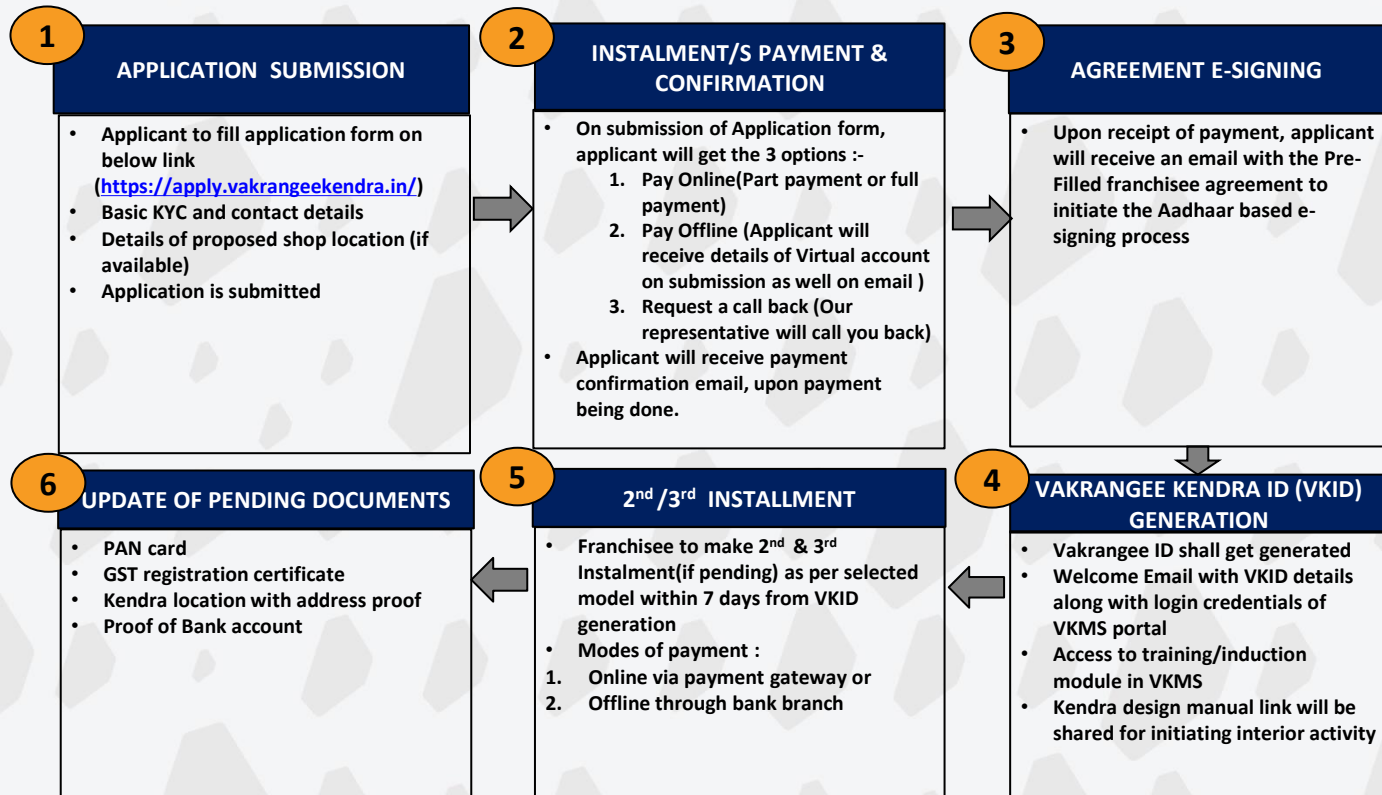 1
APPLICATION SUBMISSION
• Applicant to fill application form on
below link
(https://apply.vakrangeekendra.in/)
• Basic KYC and contact details
• Details of proposed shop location (if
available)
• Application is submitted
2
INSTALMENT/S PAYMENT &
CONFIRMATION
• On submission of Application form,
applicant will get the 3 options :-
1. Pay Online(Part payment or full
payment)
2. Pay Offline (Applicant will
receive details of Virtual account
on submission as well on email )
3. Request a call back (Our
representative will call you back)
• Applicant will receive payment
confirmation email, upon payment
being done.
3
AGREEMENT E-SIGNING
• Upon receipt of payment, applicant
will receive an email with the Pre-
Filled franchisee agreement to
initiate the Aadhaar based e-
signing process
4
VAKRANGEE KENDRA ID (VKID)
GENERATION
• Vakrangee ID shall get generated
• Welcome Email with VKID details
along with login credentials of
VKMS portal
• Access to training/induction
module in VKMS
• Kendra design manual link will be
shared for initiating interior activity
5
2nd /3rd INSTALLMENT
• Franchisee to make 2nd & 3rd
Instalment(if pending) as per selected
model within 7 days from VKID
generation
• Modes of payment :
1. Online via payment gateway or
2. Offline through bank branch
6
UPDATE OF PENDING DOCUMENTS
• PAN card
• GST registration certificate
• Kendra location with address proof
• Proof of Bank account